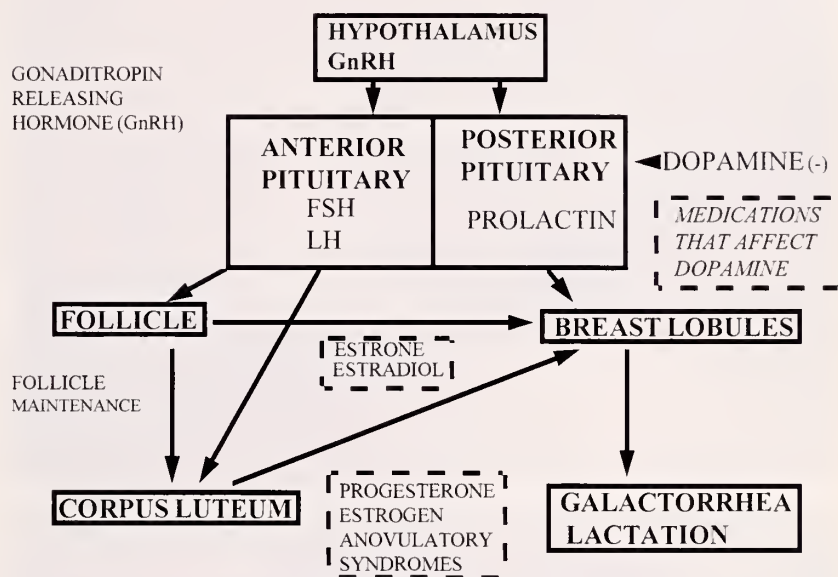 HYPOTHALAMUS
GnRH
GONADITROPIN
RELEASING
HORMONE (GnRH)
ANTERIOR
PITUITARY
FSH
LH
POSTERIOR
PITUITARY
PROLACTIN
DOPAMINE (-)
MEDICATIONS
THAT AFFECT
DOPAMINE
FOLLICLE
BREAST LOBULES
ESTRONE
ESTRADIOL
FOLLICLE
MAINTENANCE
CORPUS LUTEUM
PROGESTERONE
ESTROGEN
ANOVULATORY
SYNDROMES
GALACTORRHEA
LACTATION